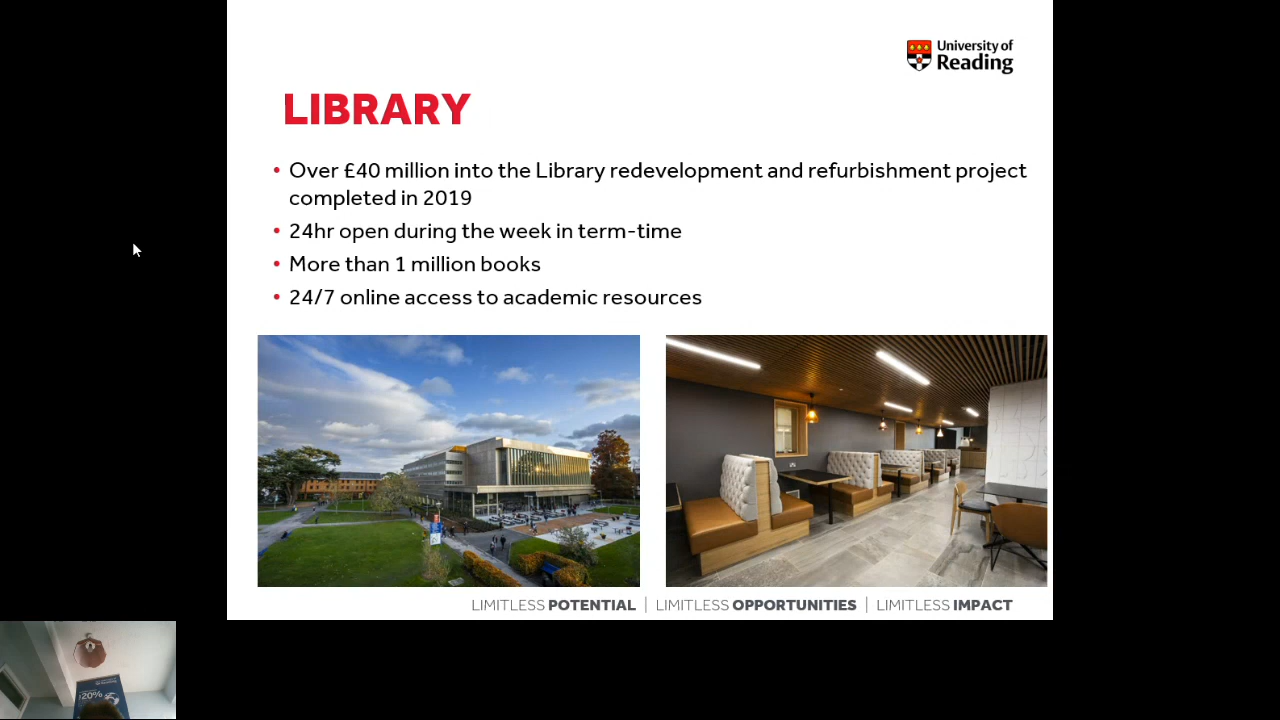 University of
Reading
LIBRARY
• Over £40 million into the Library redevelopment and refurbishment project
completed in 2019
• 24hr open during the week in term-time
• More than 1 million books
• 24/7 online access to academic resources
LIMITLESS POTENTIAL | LIMITLESS OPPORTUNITIES | LIMITLESS IMPACT
Reading
20%